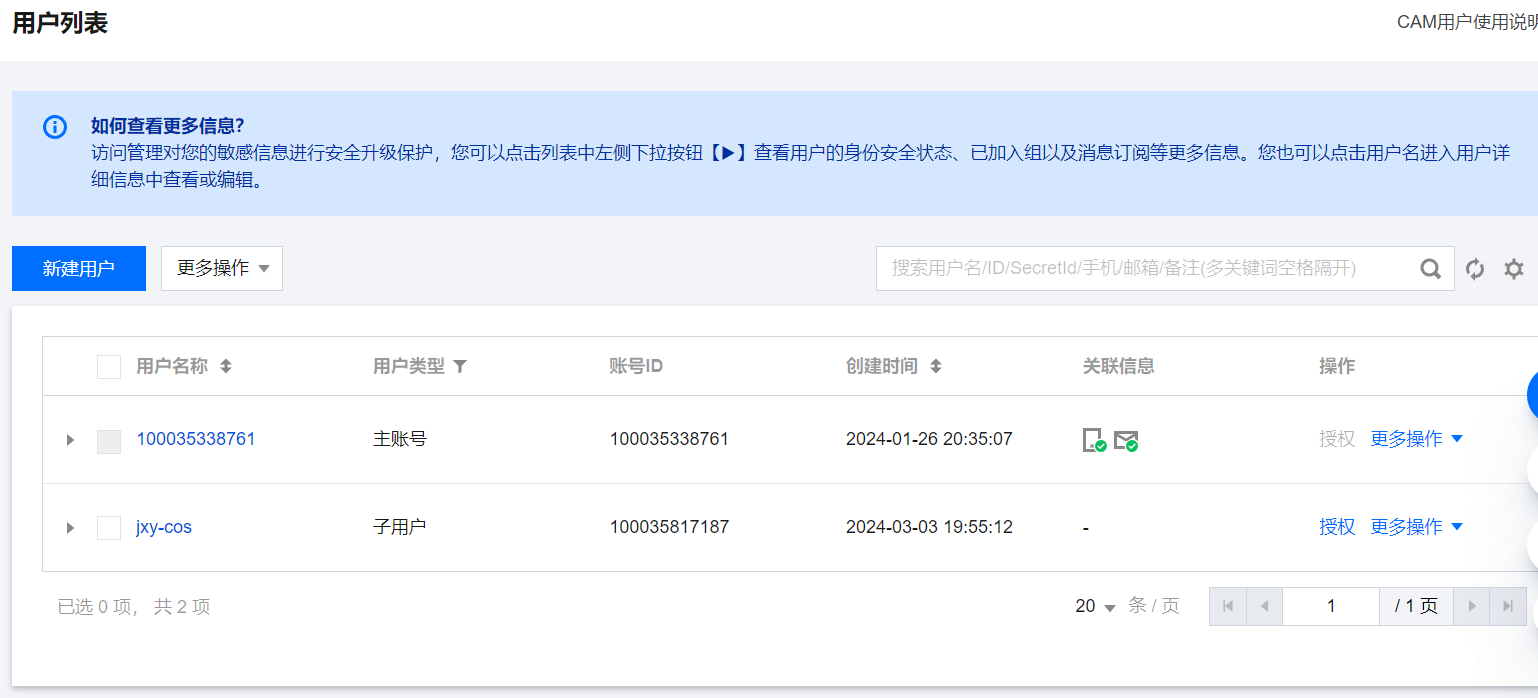 用户列表
CAM用户使用说明
如何查看更多信息?
访问管理对您的敏感信息进行安全升级保护，您可以点击列表中左侧下拉按钮【▶】查看用户的身份安全状态、已加入组以及消息订阅等更多信息。您也可以点击用户名进入用户详
细信息中查看或编辑。
新建用户 更多操作 搜索用户名/ID/SecretId/手机/邮箱/备注(多关键词空格隔开)
用户名称 用户类型 账号ID 创建时间 关联信息 操作
100035338761 主账号 100035338761 2024-01-26 20:35:07 授权 更多操作
jxy-cos 子用户 100035817187 2024-03-03 19:55:12 - 授权 更多操作
已选 0 项， 共 2 项 20 条 / 页 1 / 1 页